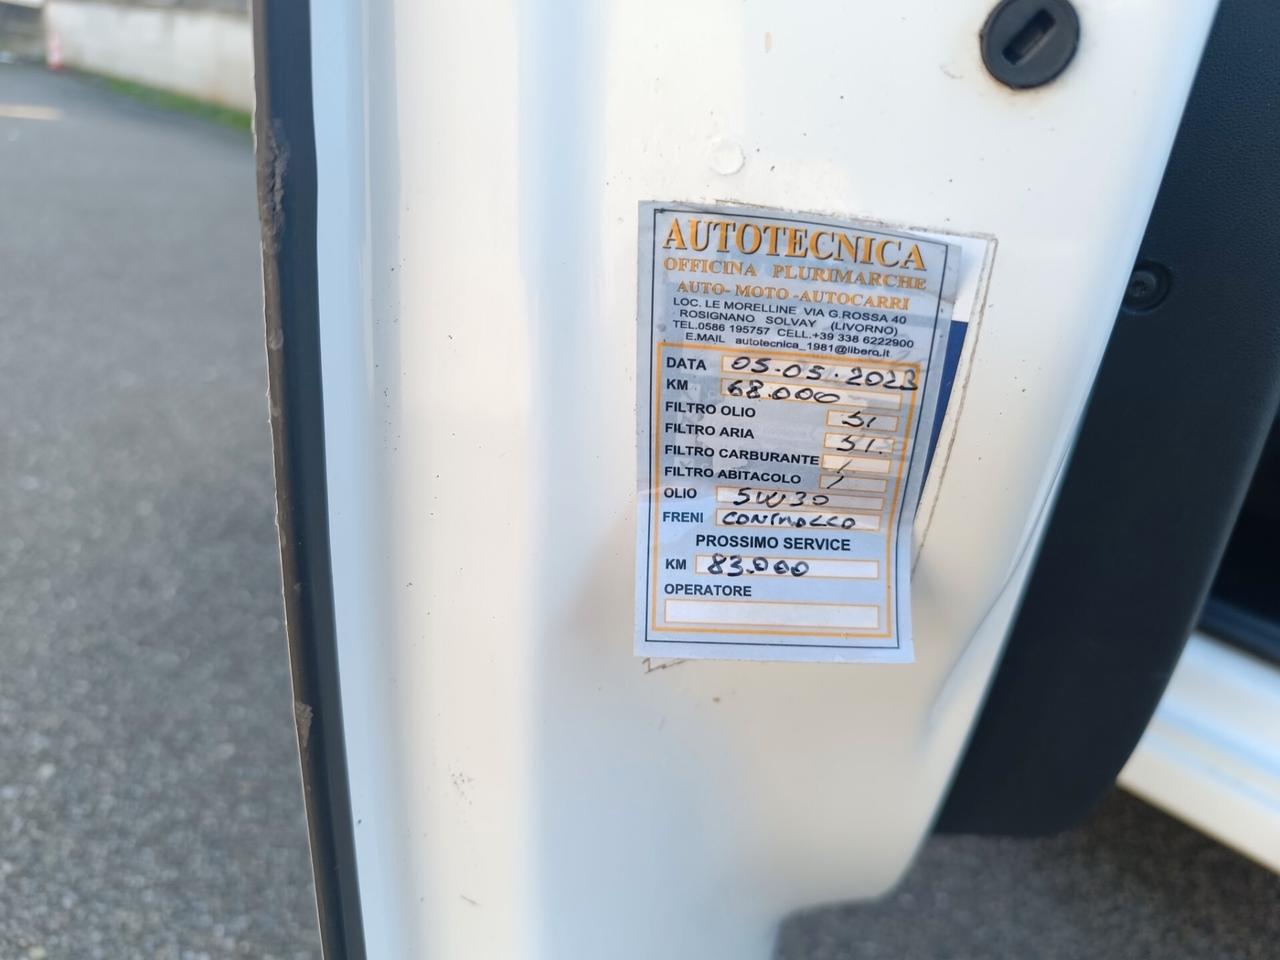 AUTOTECNICA
OFFICINA PLURIMARCHE
AUTO-MOTO-AUTOCARRI
LOC. LE MORELLINE VIA G.ROSSA 40
ROSIGNANO SOLVAY (LIVORNO)
TEL.0586 195757 CELL.+39 338 6222900
E.MAIL autotecnica_1981@libero.it
DATA 05.05.2023
KM 68.000
FILTRO OLIO SI
FILTRO ARIA SI.
FILTRO CARBURANTE /
FILTRO ABITACOLO /
OLIO 5W30
FRENI CONTROLLO
PROSSIMO SERVICE
KM 83.000
OPERATORE